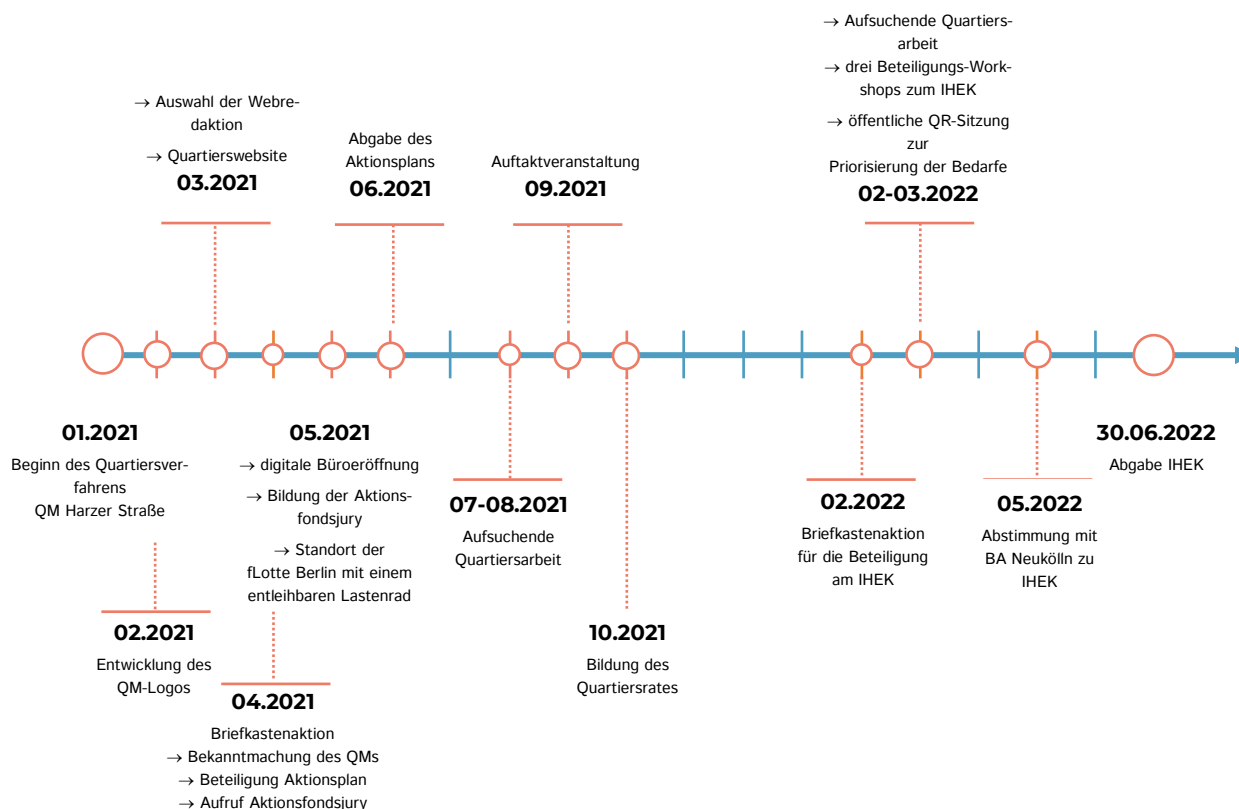 → Auswahl der Webre-
daktion
→ Quartierswebsite
03.2021
Abgabe des
Aktionsplans
06.2021
Auftaktveranstaltung
09.2021
→ Aufsuchende Quartiers-
arbeit
→ drei Beteiligungs-Work-
shops zum IHEK
→ öffentliche QR-Sitzung
zur
Priorisierung der Bedarfe
02-03.2022
01.2021
Beginn des Quartiersver-
fahrens
QM Harzer Straße
02.2021
Entwicklung des
QM-Logos
05.2021
→ digitale Büroeröffnung
→ Bildung der Aktions-
fondsjury
→ Standort der
fLotte Berlin mit einem
entleihbaren Lastenrad
04.2021
Briefkastenaktion
→ Bekanntmachung des QMs
→ Beteiligung Aktionsplan
→ Aufruf Aktionsfondsjury
07-08.2021
Aufsuchende
Quartiersarbeit
10.2021
Bildung des
Quartiersrates
02.2022
Briefkastenaktion
für die Beteiligung
am IHEK
05.2022
Abstimmung mit
BA Neukölln zu
IHEK
30.06.2022
Abgabe IHEK